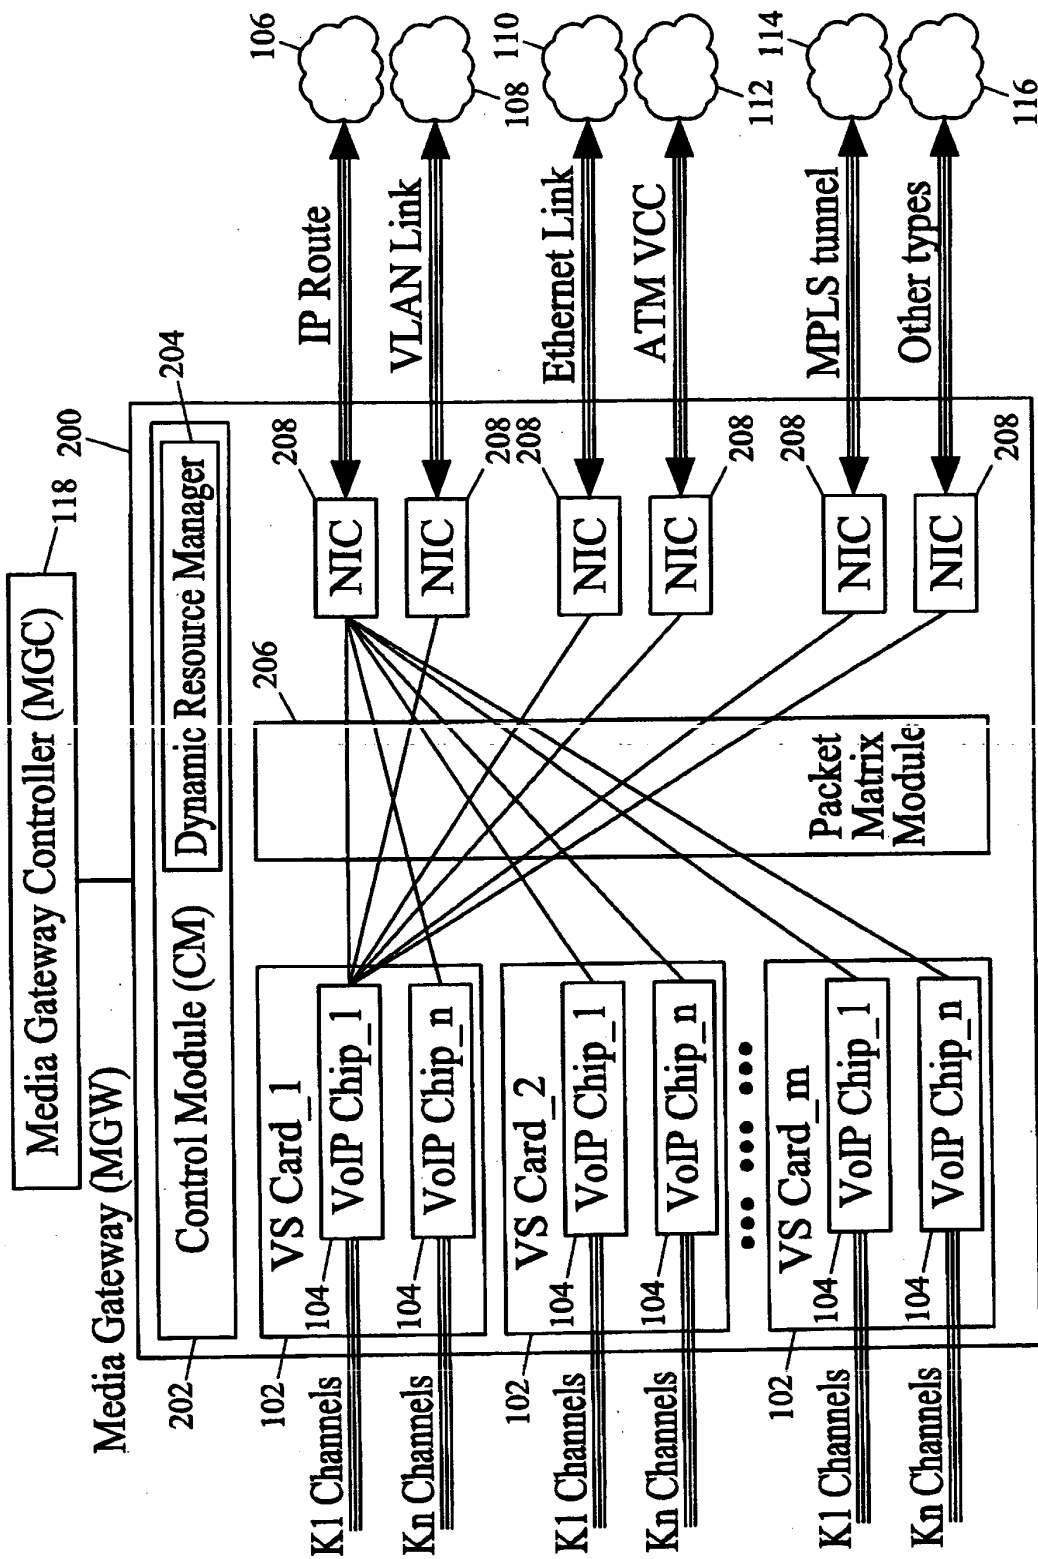 Media Gateway Controller (MGC)
118
Media Gateway (MGW)
200
202
Control Module (CM)
Dynamic Resource Manager
204
102
VS Card_1
K1 Channels
104
VoIP Chip_1
Kn Channels
104
VoIP Chip_n
102
VS Card_2
K1 Channels
104
VoIP Chip_1
Kn Channels
104
VoIP Chip_n
102
VS Card_m
K1 Channels
104
VoIP Chip_1
Kn Channels
104
VoIP Chip_n
206
Packet
Matrix
Module
208
NIC
IP Route
106
NIC
208
VLAN Link
108
208
NIC
Ethernet Link
110
NIC
208
ATM VCC
112
208
NIC
MPLS tunnel
114
NIC
208
Other types
116